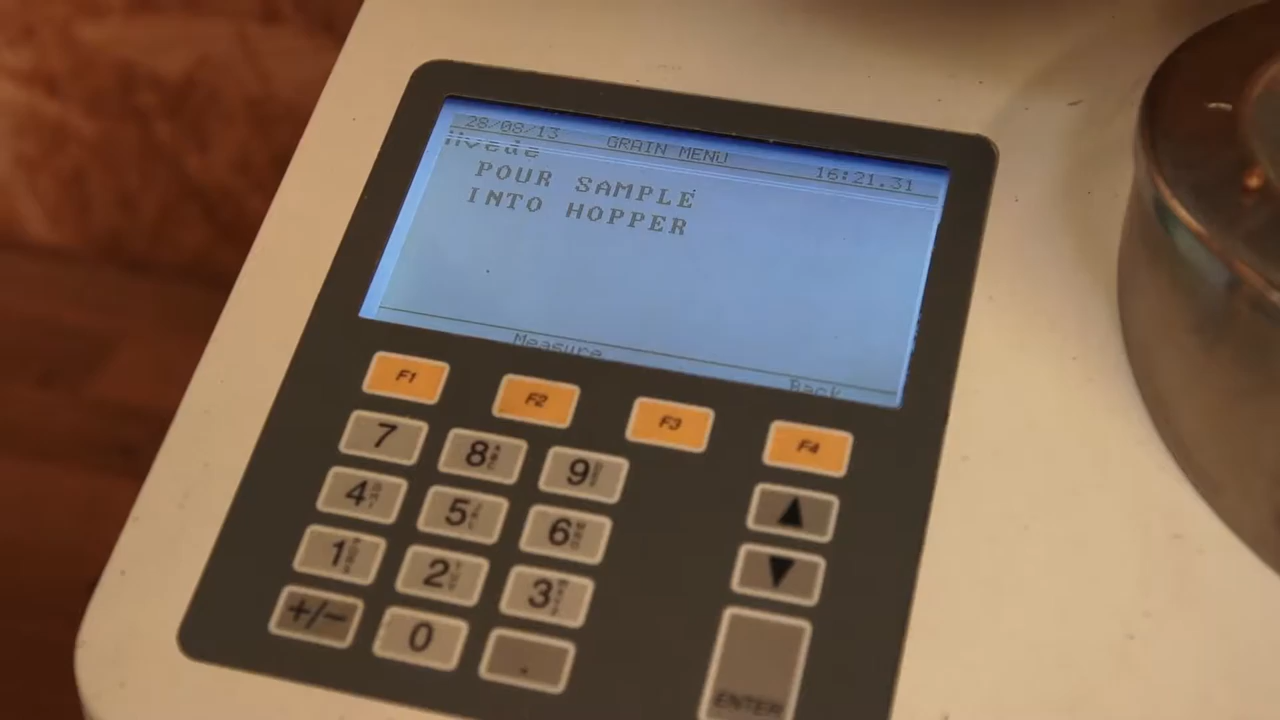 28/08/13 GRAIN MENU 16:21.31
Hvede
POUR SAMPLE
INTO HOPPER
Measure Back
F1 F2 F3 F4
7 8 9
4 5 6
1 2 3
+/- 0 .
ENTER